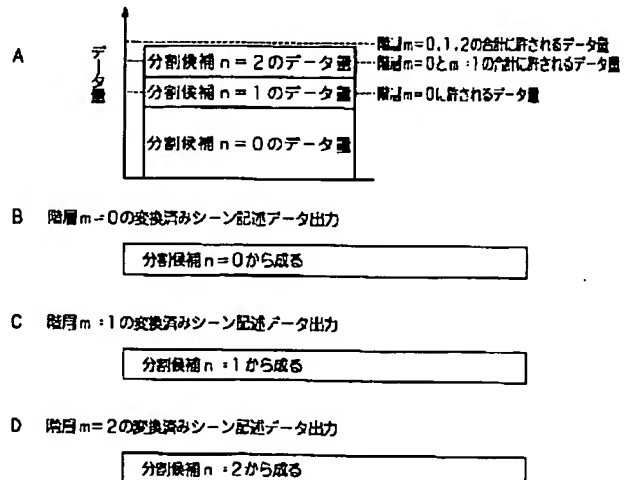 A
データ量
階層m=0,1,2の合計に許されるデータ量
分割候補n=2のデータ量
階層m=0とm=1の合計に許されるデータ量
分割候補n=1のデータ量
階層m=0に許されるデータ量
分割候補n=0のデータ量
B 階層m=0の変換済みシーン記述データ出力
分割候補n=0から成る
C 階層m=1の変換済みシーン記述データ出力
分割候補n=1から成る
D 階層m=2の変換済みシーン記述データ出力
分割候補n=2から成る